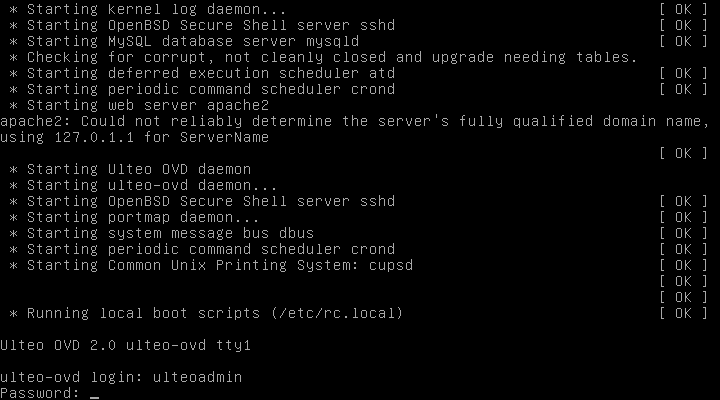 * Starting kernel log daemon... [ OK ]
* Starting OpenBSD Secure Shell server sshd [ OK ]
* Starting MySQL database server mysqld [ OK ]
* Checking for corrupt, not cleanly closed and upgrade needing tables.
* Starting deferred execution scheduler atd [ OK ]
* Starting periodic command scheduler crond [ OK ]
* Starting web server apache2
apache2: Could not reliably determine the server's fully qualified domain name,
using 127.0.1.1 for ServerName
[ OK ]
* Starting Ulteo OVD daemon
* Starting ulteo-ovd daemon...
* Starting OpenBSD Secure Shell server sshd [ OK ]
* Starting portmap daemon... [ OK ]
* Starting system message bus dbus [ OK ]
* Starting periodic command scheduler crond [ OK ]
* Starting Common Unix Printing System: cupsd [ OK ]
[ OK ]
[ OK ]
* Running local boot scripts (/etc/rc.local) [ OK ]
Ulteo OVD 2.0 ulteo-ovd tty1
ulteo-ovd login: ulteoadmin
Password: _